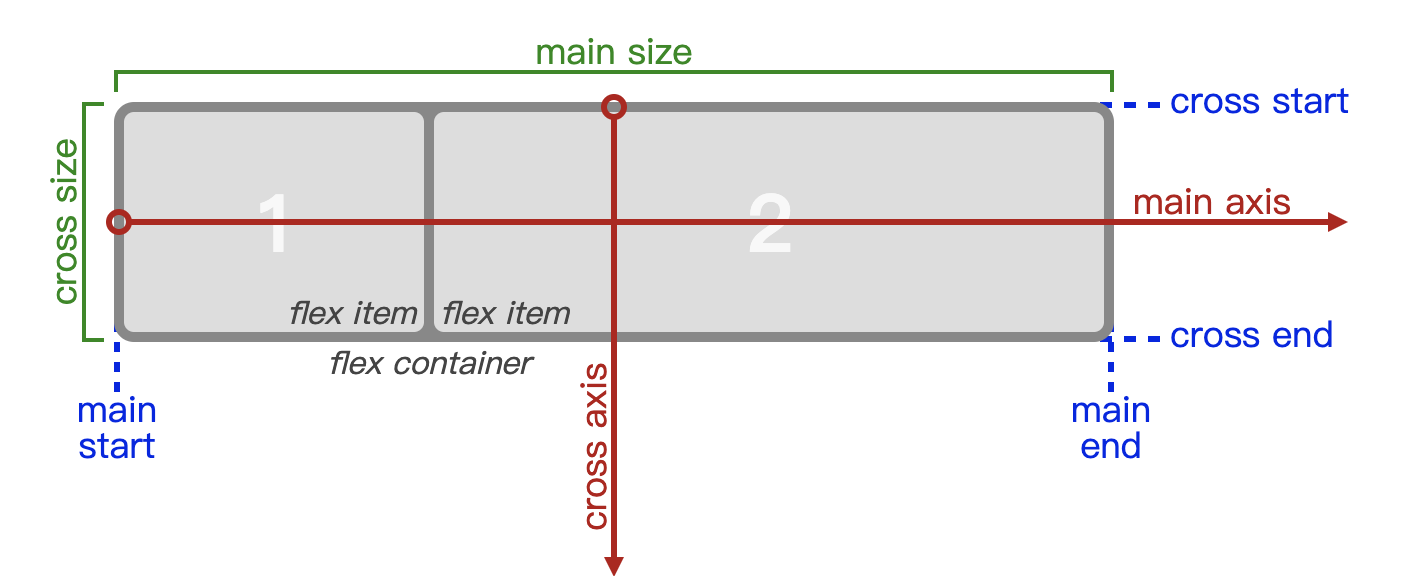 main size
cross start
cross size
main axis
1
2
flex item
flex item
cross end
flex container
cross axis
main
start
main
end